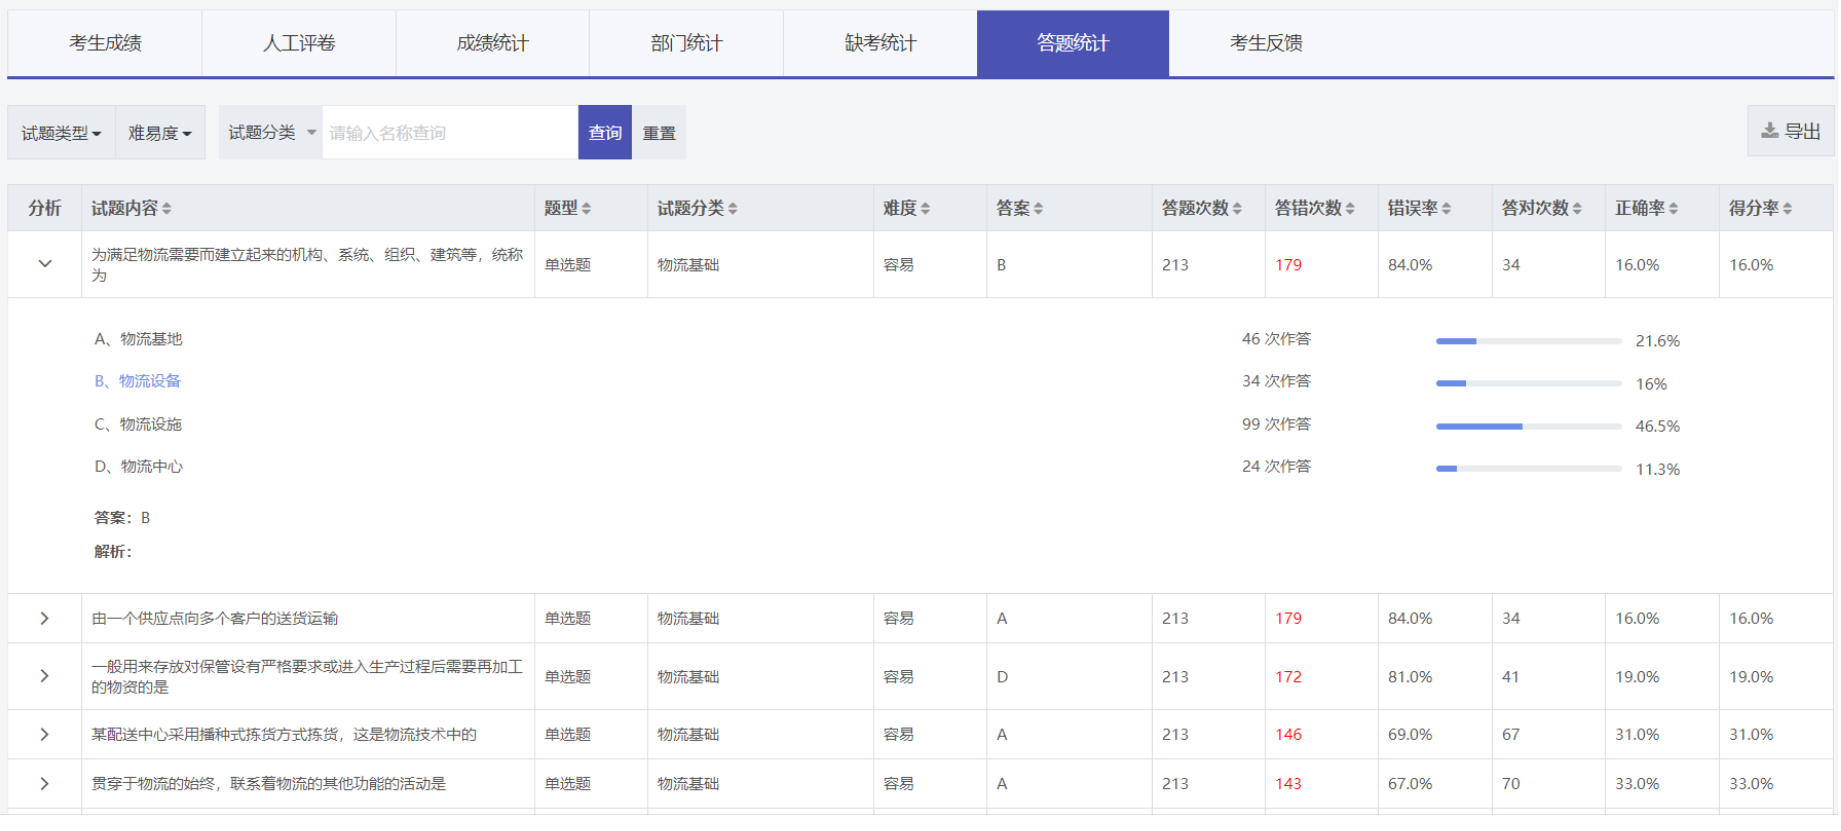 考生成绩 人工评卷 成绩统计 部门统计 缺考统计 答题统计 考生反馈
试题类型 难易度 试题分类 请输入名称查询 查询 重置 导出
分析 试题内容 题型 试题分类 难度 答案 答题次数 答错次数 错误率 答对次数 正确率 得分率
为满足物流需要而建立起来的机构、系统、组织、建筑等，统称
为 单选题 物流基础 容易 B 213 179 84.0% 34 16.0% 16.0%
A、物流基地 46 次作答 21.6%
B、物流设备 34 次作答 16%
C、物流设施 99 次作答 46.5%
D、物流中心 24 次作答 11.3%
答案：B
解析：
由一个供应点向多个客户的送货运输 单选题 物流基础 容易 A 213 179 84.0% 34 16.0% 16.0%
一般用来存放对保管设有严格要求或进入生产过程后需要再加工
的物资的是 单选题 物流基础 容易 D 213 172 81.0% 41 19.0% 19.0%
某配送中心采用播种式拣货方式拣货，这是物流技术中的 单选题 物流基础 容易 A 213 146 69.0% 67 31.0% 31.0%
贯穿于物流的始终，联系着物流的其他功能的活动是 单选题 物流基础 容易 A 213 143 67.0% 70 33.0% 33.0%